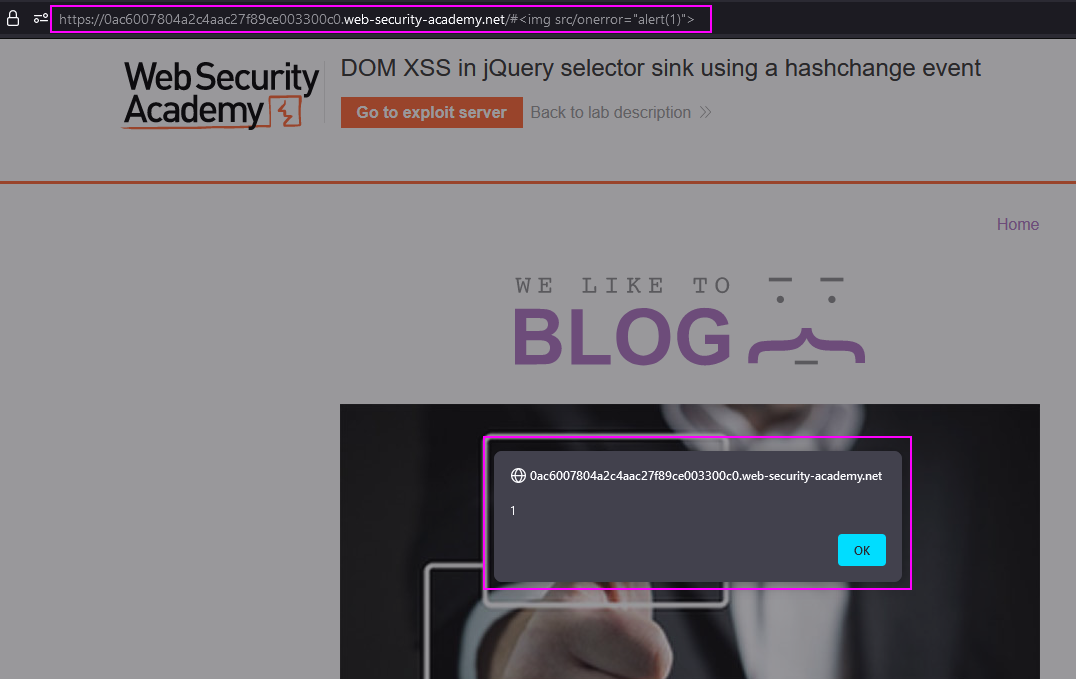 https://0ac6007804a2c4aac27f89ce003300c0.web-security-academy.net/#<img src/onerror="alert(1)">
Web Security
Academy
DOM XSS in jQuery selector sink using a hashchange event
Go to exploit server
Back to lab description
Home
WE LIKE TO
BLOG
0ac6007804a2c4aac27f89ce003300c0.web-security-academy.net
1
OK